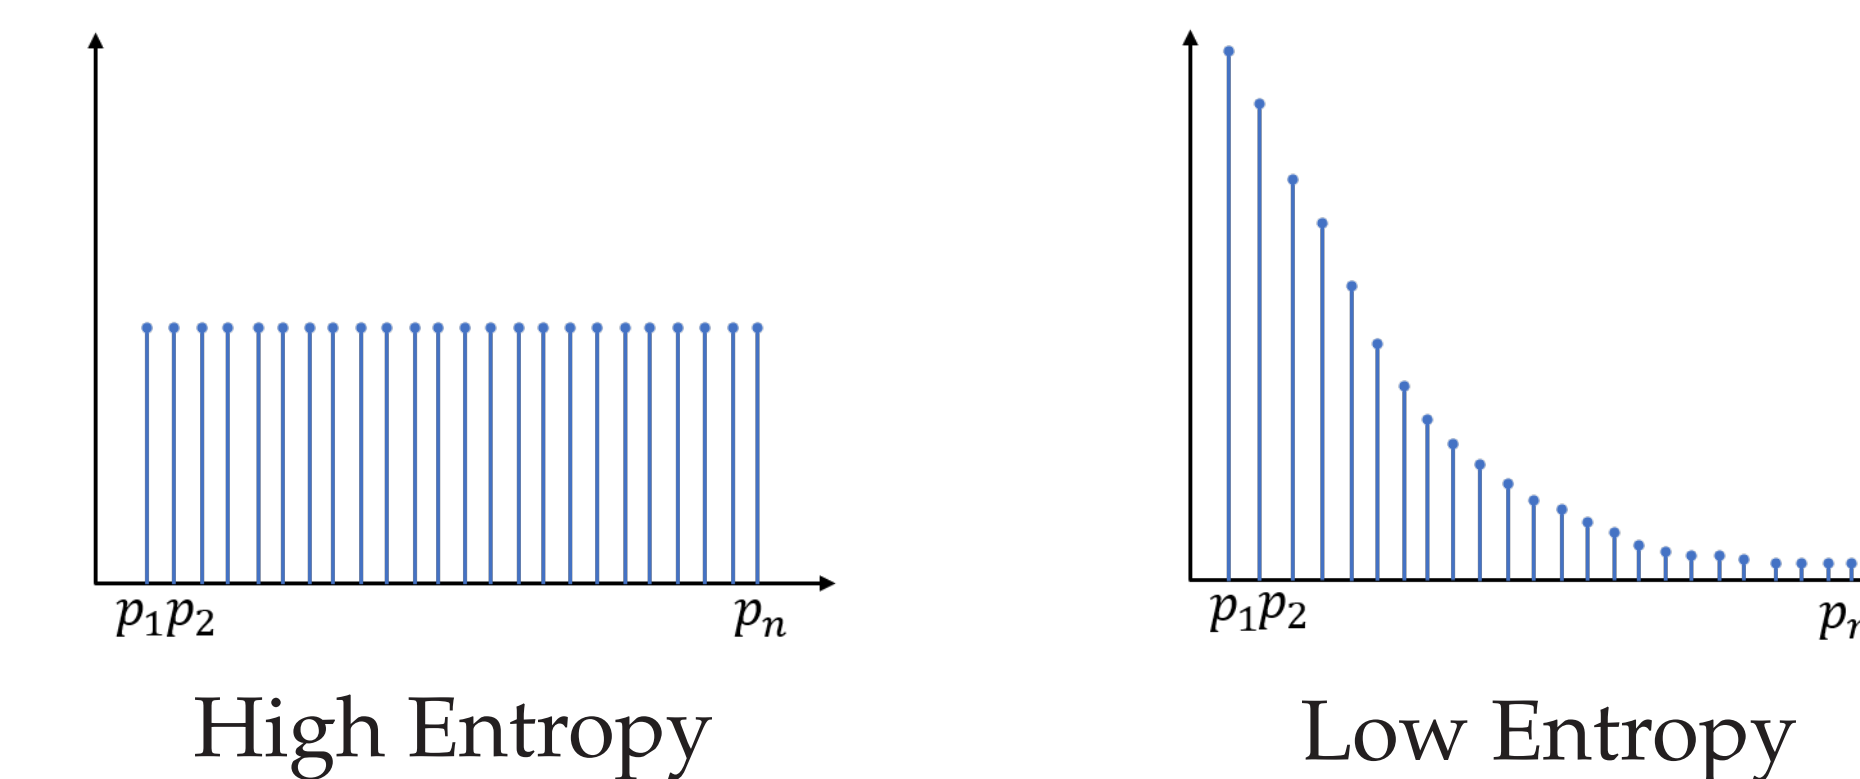 p₁p₂ pₙ
High Entropy
p₁p₂
Low Entropy